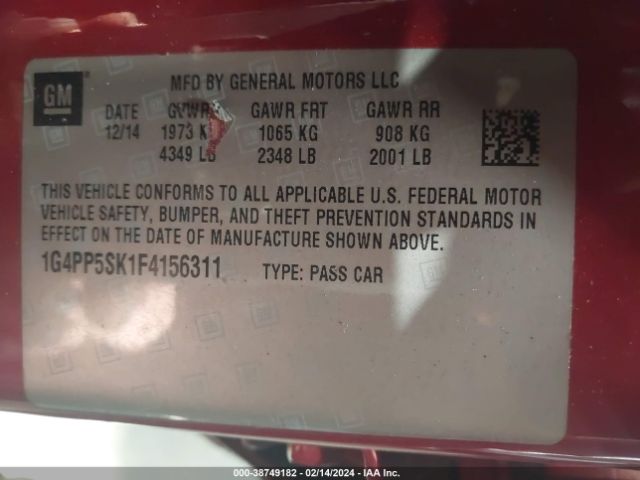 GM
MFD BY GENERAL MOTORS LLC
DATE GVWR GAWR FRT GAWR RR
12/14 1973 K 1065 KG 908 KG
4349 LB 2348 LB 2001 LB
THIS VEHICLE CONFORMS TO ALL APPLICABLE U.S. FEDERAL MOTOR
VEHICLE SAFETY, BUMPER, AND THEFT PREVENTION STANDARDS IN
EFFECT ON THE DATE OF MANUFACTURE SHOWN ABOVE.
1G4PP5SK1F4156311 TYPE: PASS CAR
000-38749182 - 02/14/2024 - IAA Inc.